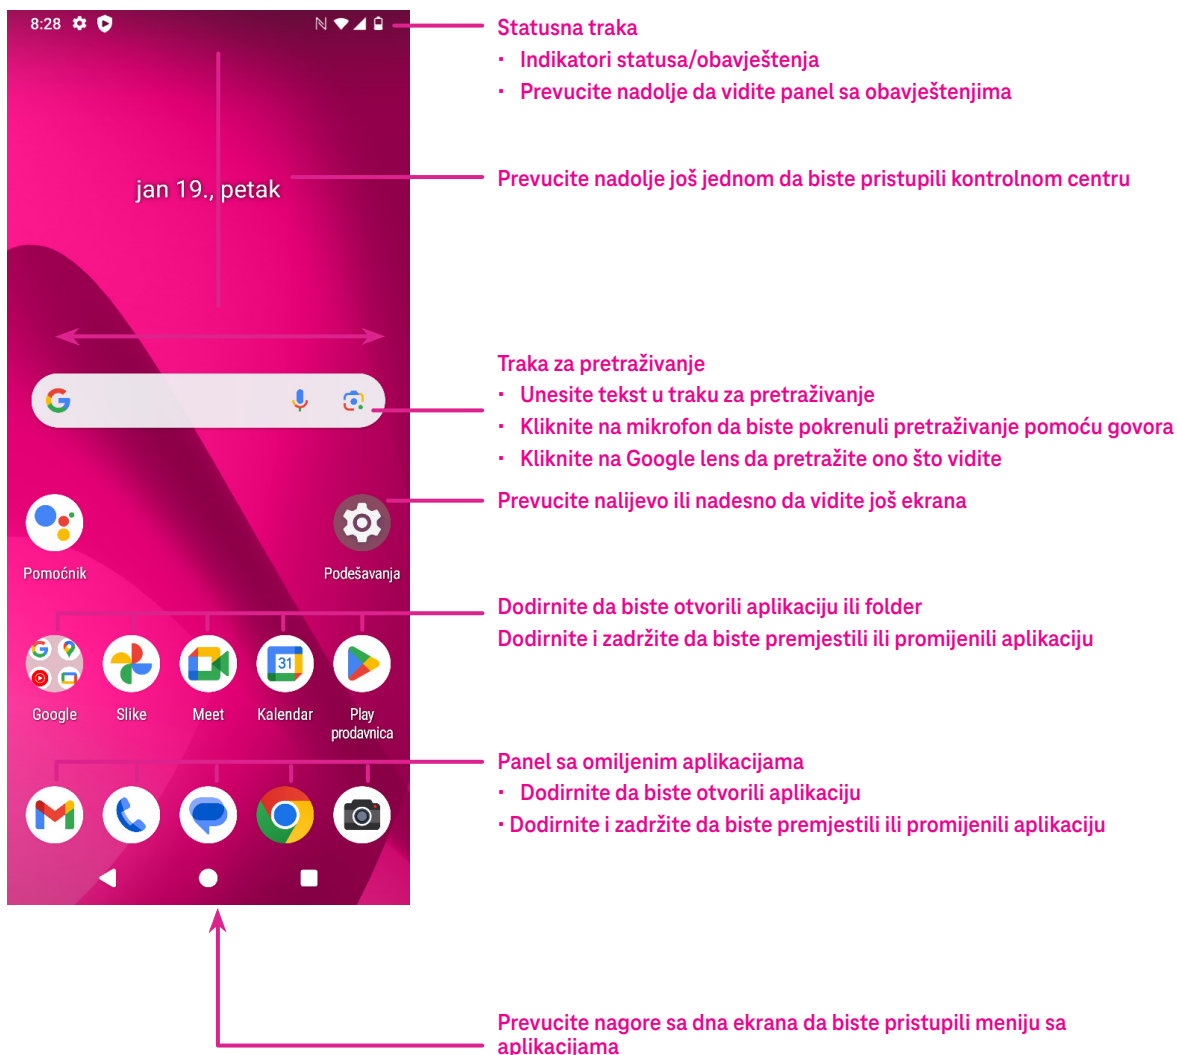 8:28
Statusna traka
· Indikatori statusa/obavještenja
· Prevucite nadolje da vidite panel sa obavještenjima
jan 19., petak
Prevucite nadolje još jednom da biste pristupili kontrolnom centru
Traka za pretraživanje
· Unesite tekst u traku za pretraživanje
· Kliknite na mikrofon da biste pokrenuli pretraživanje pomoću govora
· Kliknite na Google lens da pretražite ono što vidite
Prevucite nalijevo ili nadesno da vidite još ekrana
Pomoćnik
Podešavanja
Dodirnite da biste otvorili aplikaciju ili folder
Dodirnite i zadržite da biste premjestili ili promijenili aplikaciju
31
Google
Slike
Meet
Kalendar
Play
prodavnica
Panel sa omiljenim aplikacijama
· Dodirnite da biste otvorili aplikaciju
· Dodirnite i zadržite da biste premjestili ili promijenili aplikaciju
Prevucite nagore sa dna ekrana da biste pristupili meniju sa
aplikacijama